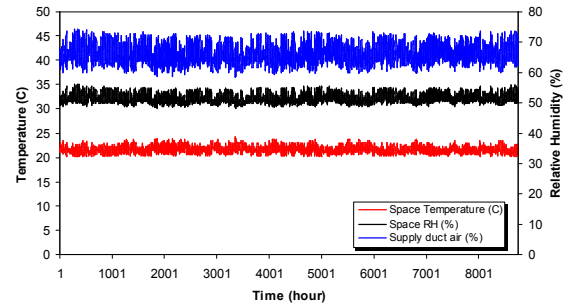 Temperature (C)
50
45
40
35
30
25
20
15
10
5
0
80
70
60
50
40
30
20
10
0
Relative Humidity (%)
Space Temperature (C)
Space RH (%)
Supply duct air (%)
1 1001 2001 3001 4001 5001 6001 7001 8001
Time (hour)